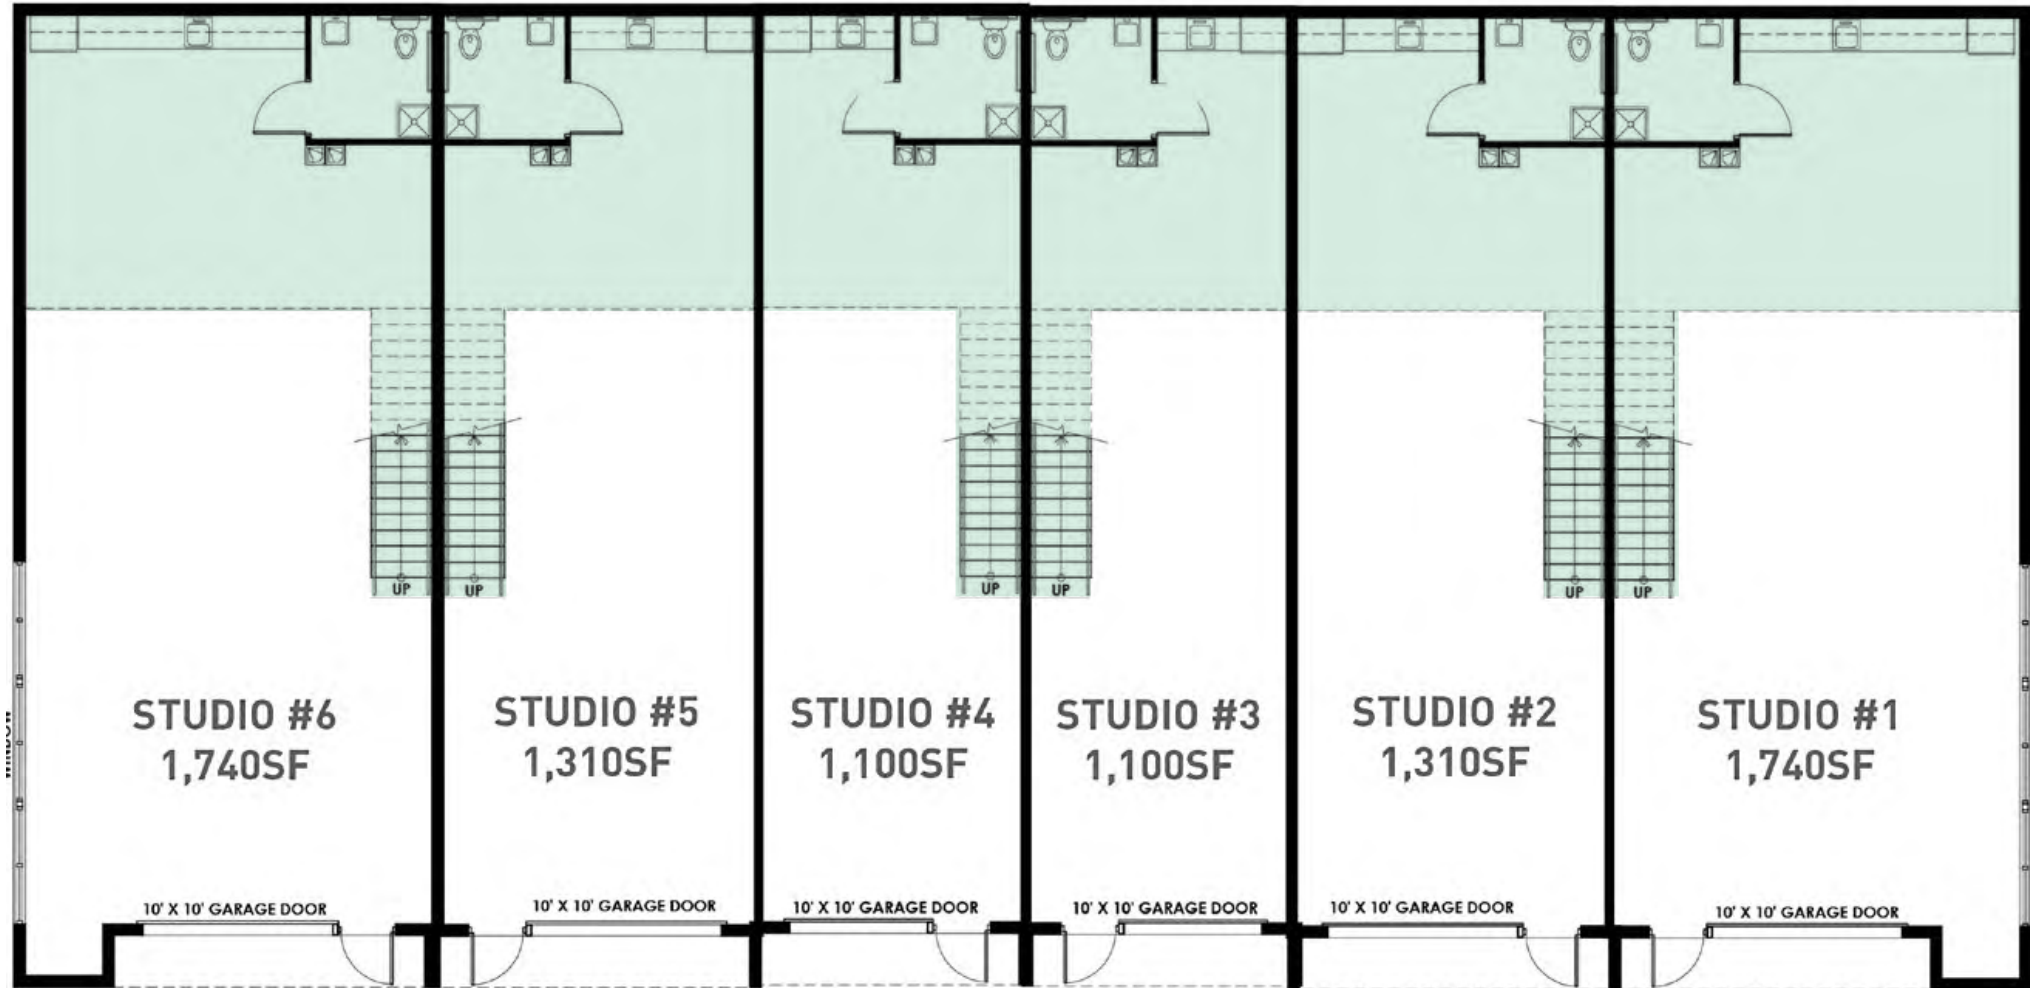 UP
UP
UP
UP
UP
UP
STUDIO #6
1,740SF
STUDIO #5
1,310SF
STUDIO #4
1,100SF
STUDIO #3
1,100SF
STUDIO #2
1,310SF
STUDIO #1
1,740SF
WINDOW
10' X 10' GARAGE DOOR
10' X 10' GARAGE DOOR
10' X 10' GARAGE DOOR
10' X 10' GARAGE DOOR
10' X 10' GARAGE DOOR
10' X 10' GARAGE DOOR